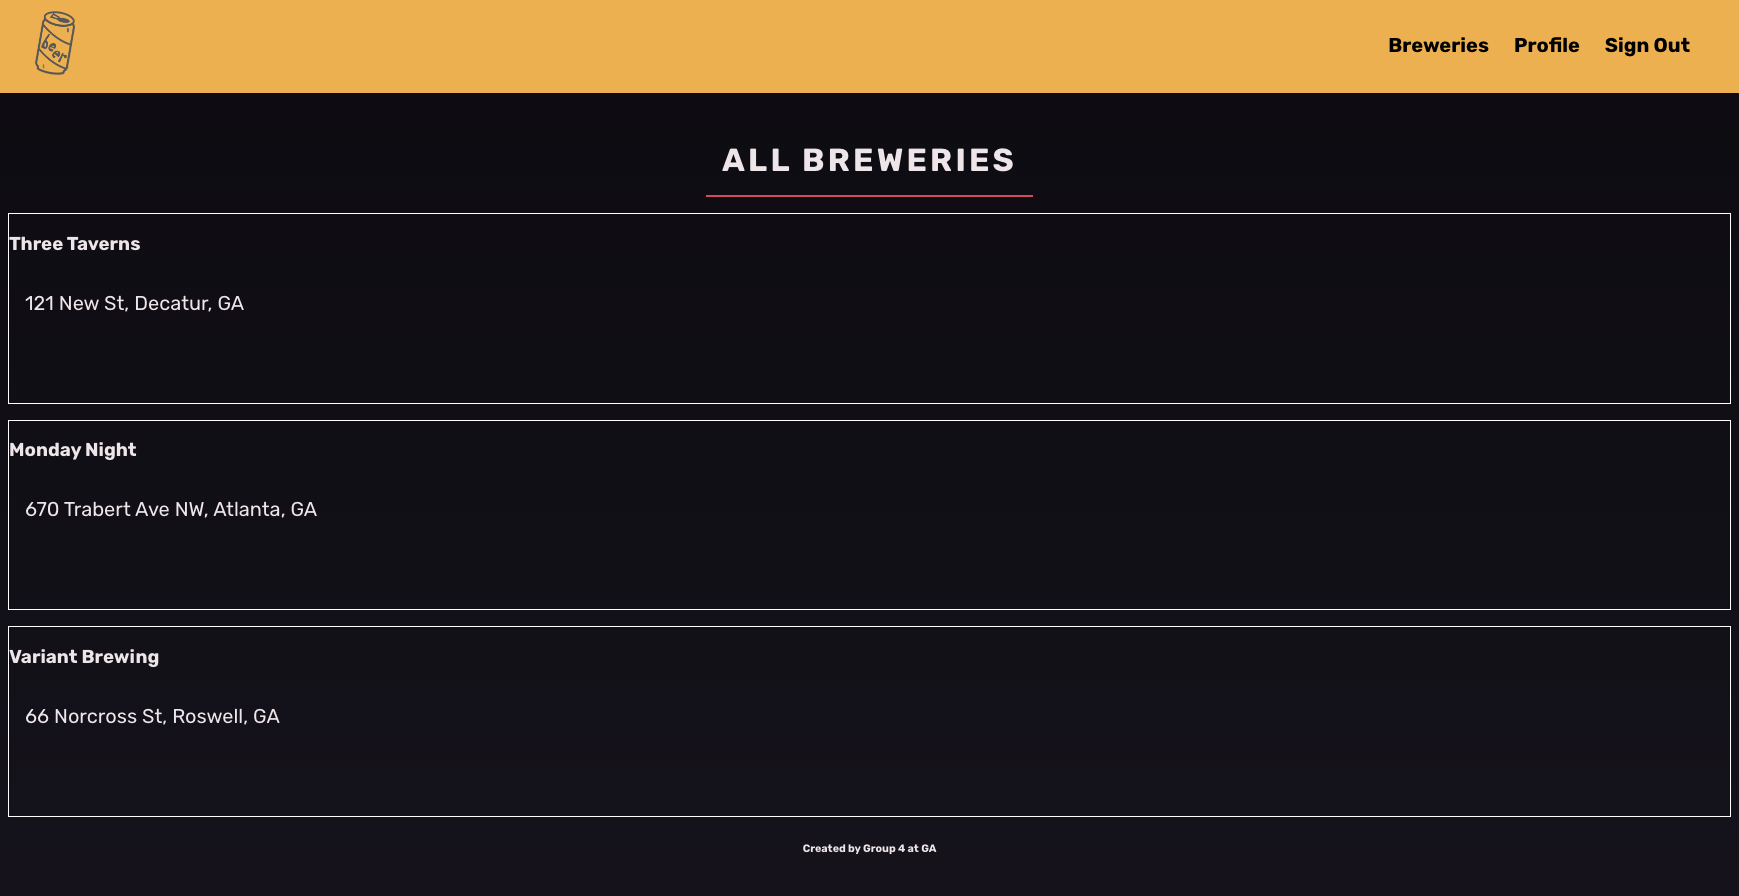 beer
Breweries Profile Sign Out
ALL BREWERIES
Three Taverns
121 New St, Decatur, GA
Monday Night
670 Trabert Ave NW, Atlanta, GA
Variant Brewing
66 Norcross St, Roswell, GA
Created by Group 4 at GA